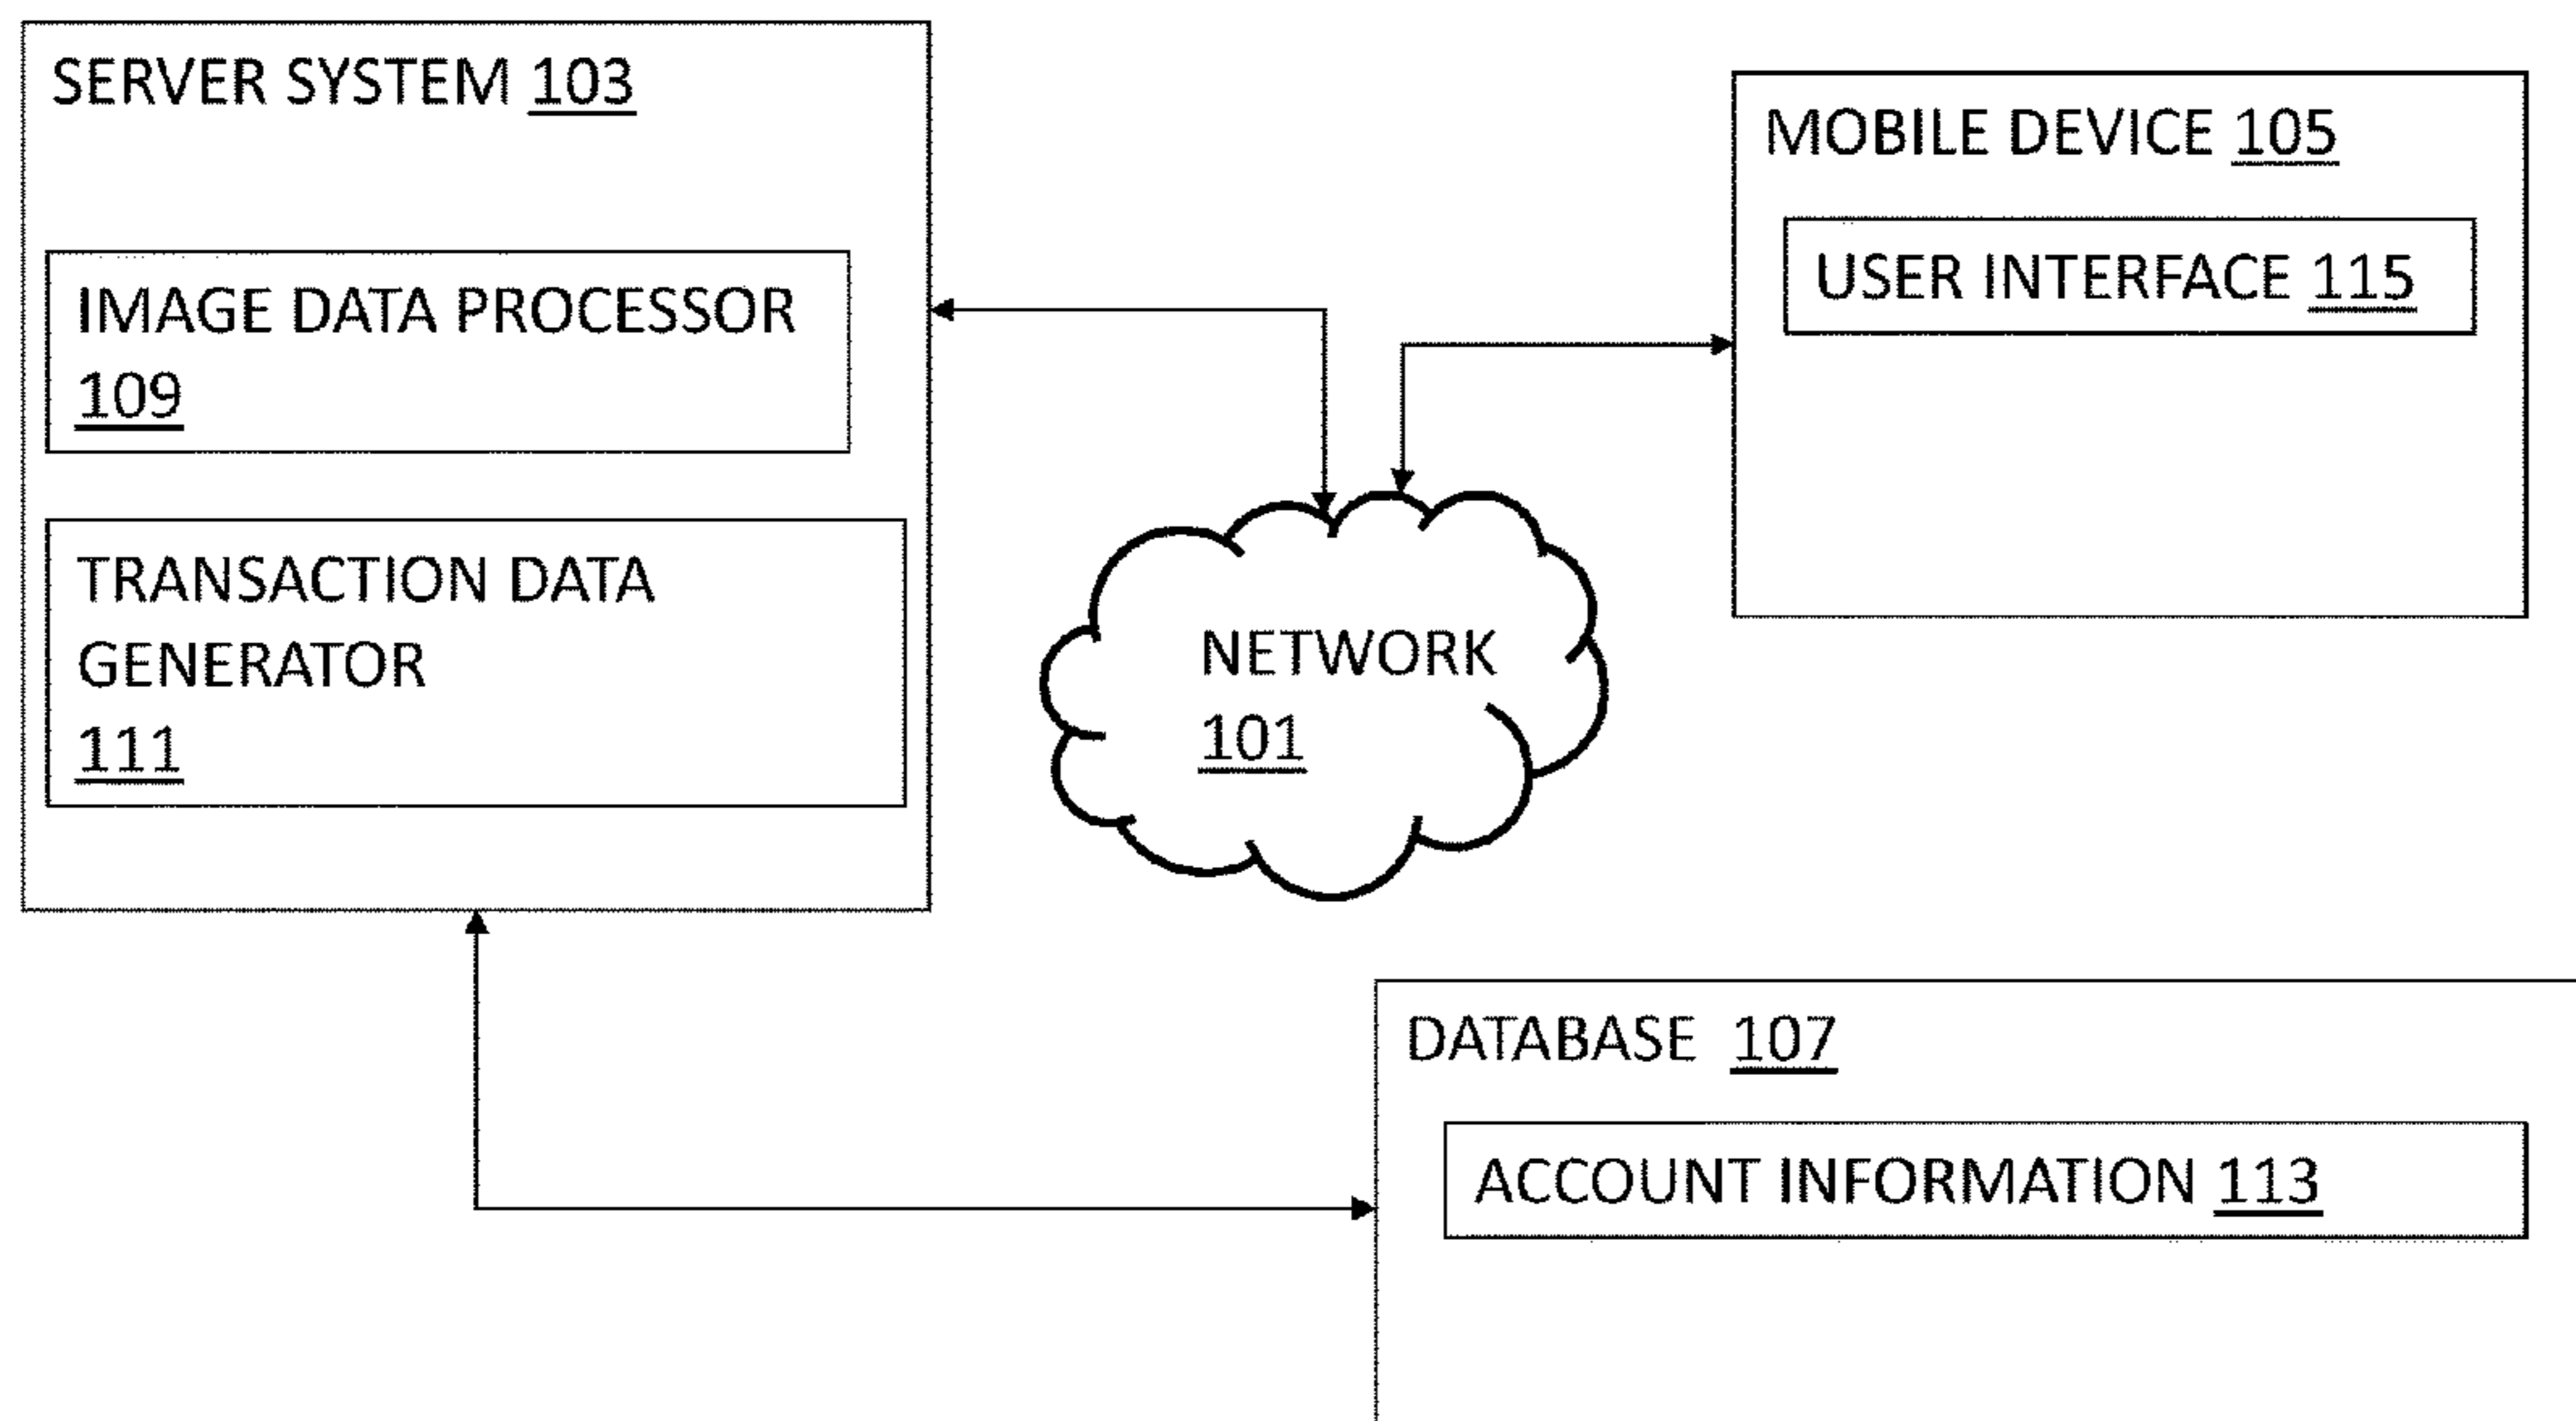 SERVER SYSTEM 103
IMAGE DATA PROCESSOR
109
TRANSACTION DATA
GENERATOR
111
MOBILE DEVICE 105
USER INTERFACE 115
NETWORK
101
DATABASE 107
ACCOUNT INFORMATION 113